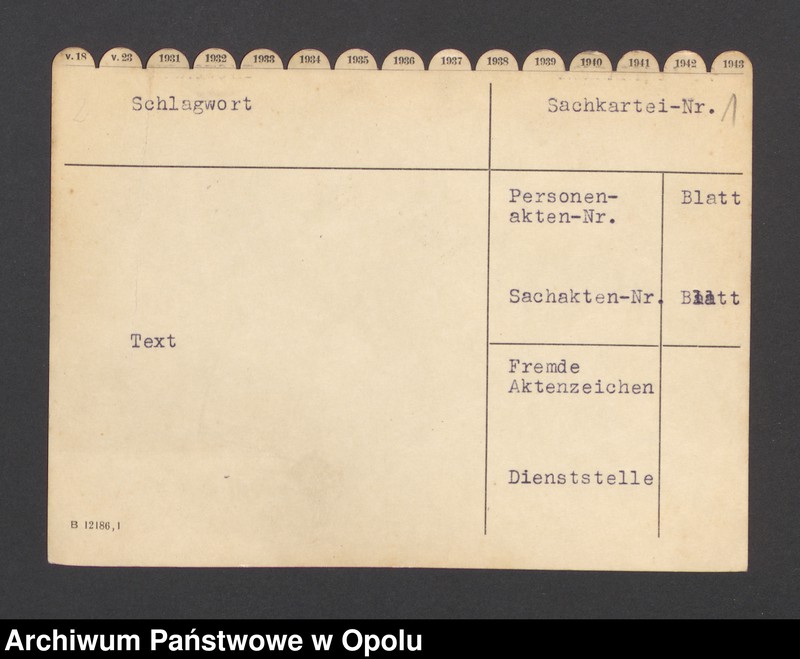 v.18 v.23 1931 1932 1933 1934 1935 1936 1937 1938 1939 1940 1941 1942 1943
Schlagwort
Sachkartei-Nr. 1
Personen- Blatt
akten-Nr.
Sachakten-Nr. Blatt
Text
Fremde
Aktenzeichen
Dienststelle
B 12186,1
Archiwum Państwowe w Opolu